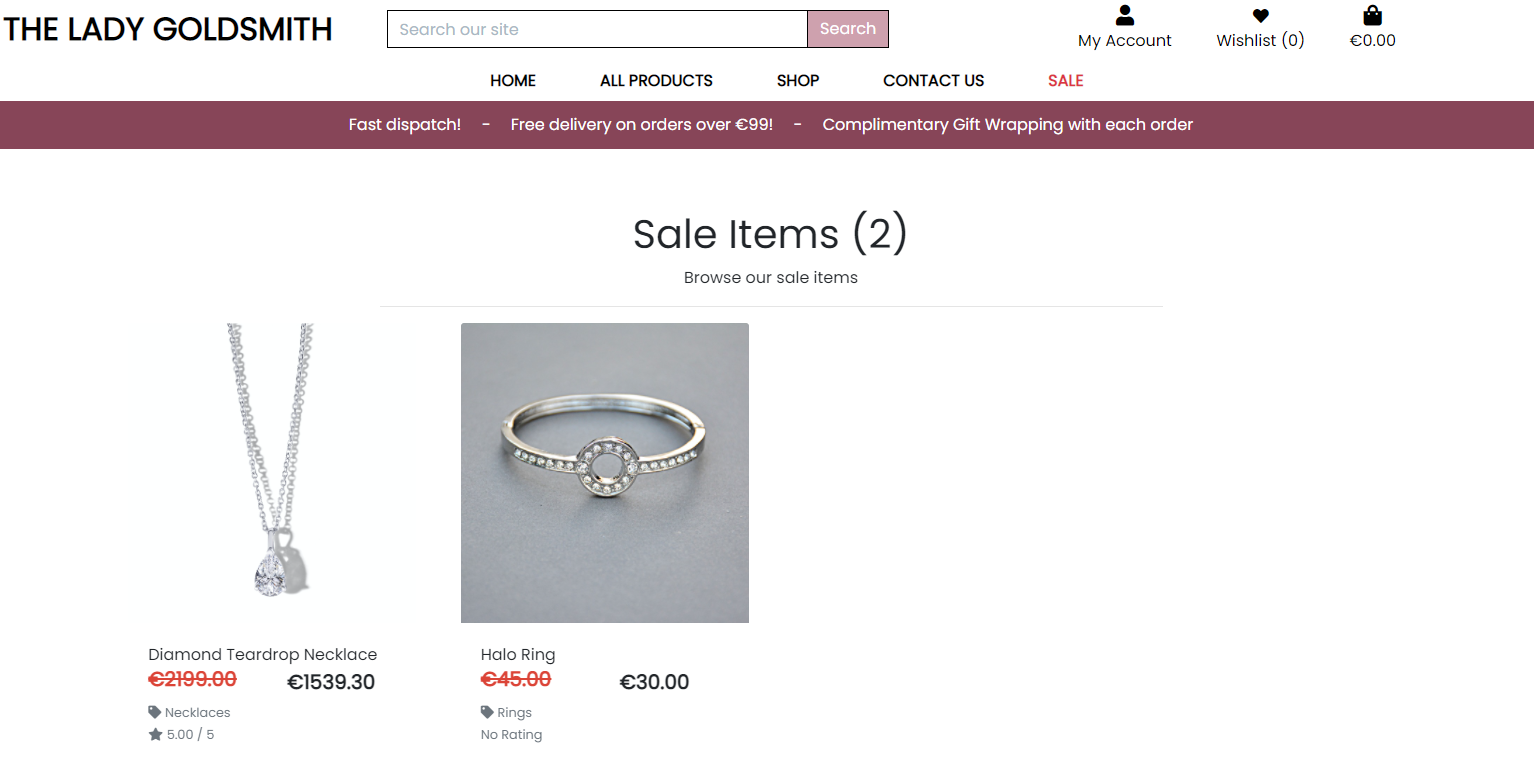 THE LADY GOLDSMITH
Search our site
Search
My Account
Wishlist (0)
€0.00
HOME
ALL PRODUCTS
SHOP
CONTACT US
SALE
Fast dispatch! - Free delivery on orders over €99! - Complimentary Gift Wrapping with each order
Sale Items (2)
Browse our sale items
Diamond Teardrop Necklace
€2199.00 €1539.30
Necklaces
5.00 / 5
Halo Ring
€45.00 €30.00
Rings
No Rating